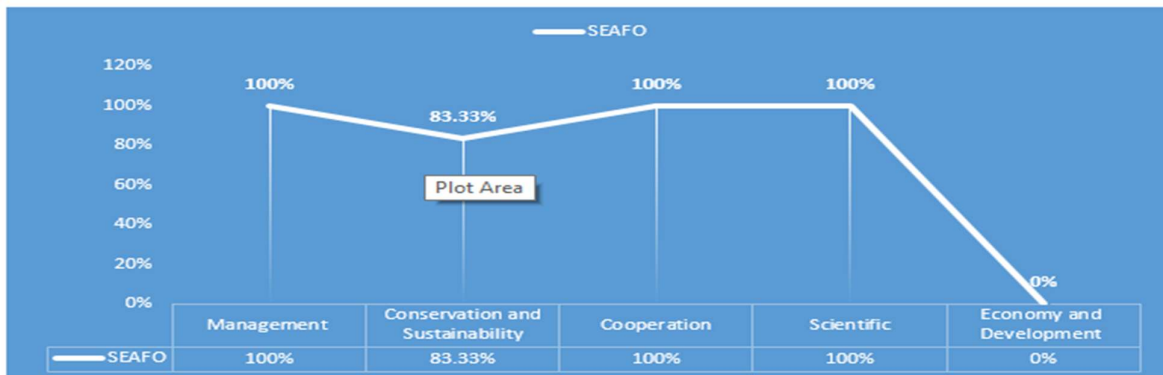 SEAFO
120%
100%
80%
60%
40%
20%
0%
100%
83.33%
100%
100%
0%
Plot Area
Management
Conservation and
Sustainability
Cooperation
Scientific
Economy and
Development
SEAFO
100%
83.33%
100%
100%
0%